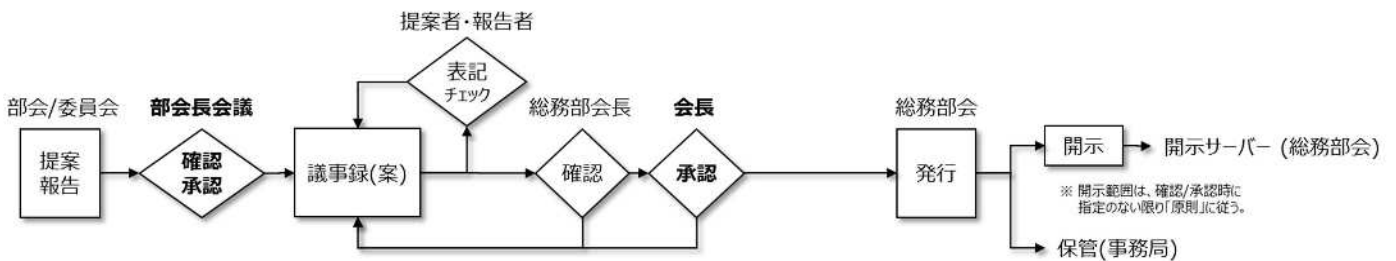 提案者・報告者
表記
チェック
部会/委員会
部会長会議
総務部会長
会長
総務部会
提案
報告
確認
承認
議事録(案)
確認
承認
発行
開示
開示サーバー (総務部会)
※ 開示範囲は、確認/承認時に
指定のない限り「原則」に従う。
保管(事務局)